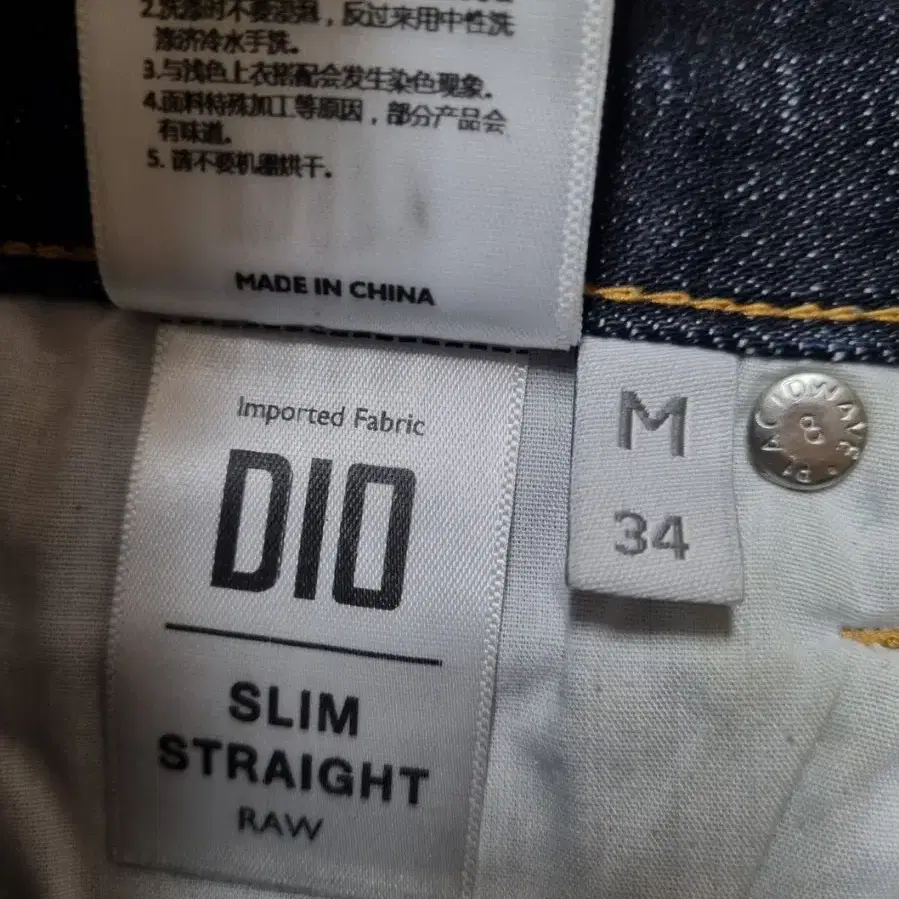 2.洗涤时不要浸泡，反过来用中性洗
涤济冷水手洗。
3.与浅色上衣搭配会发生染色现象。
4.面料特殊加工等原因，部分产品会
有味道。
5. 请不要机器烘干。
MADE IN CHINA
Imported Fabric
DIO
SLIM
STRAIGHT
RAW
M
34
PLACIDWAVE
8